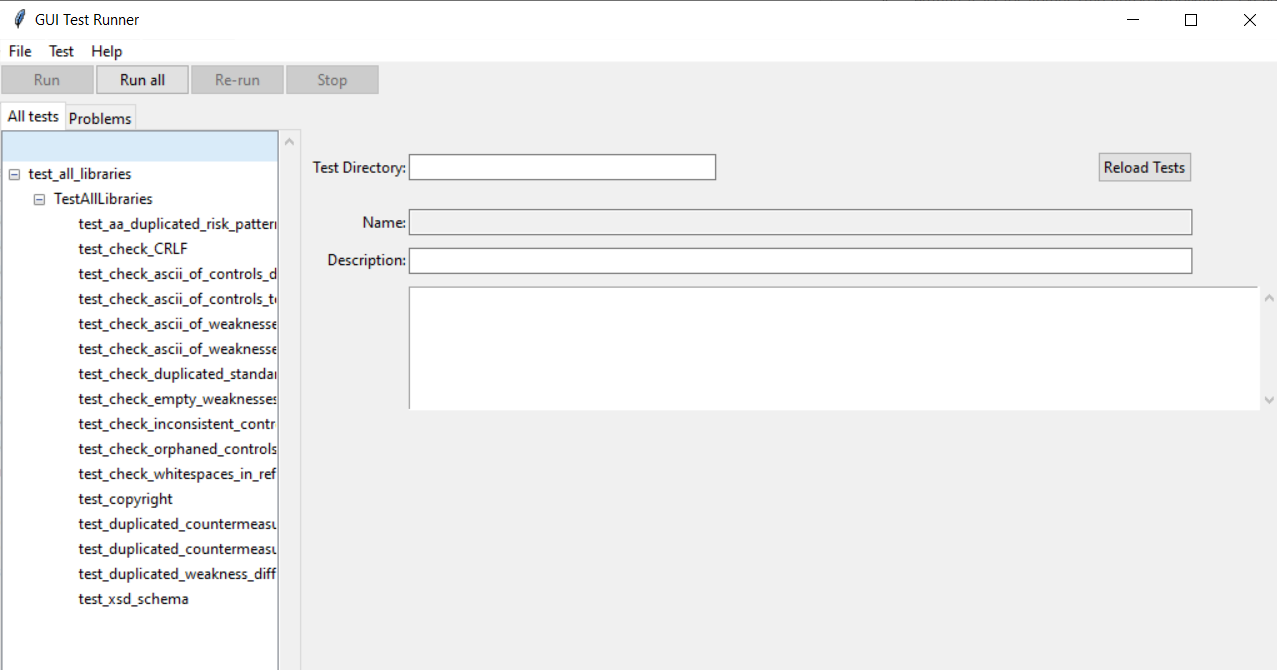 GUI Test Runner
File Test Help
Run Run all Re-run Stop
All tests Problems
test_all_libraries
TestAllLibraries
test_aa_duplicated_risk_pattern
test_check_CRLF
test_check_ascii_of_controls_d
test_check_ascii_of_controls_te
test_check_ascii_of_weaknesse
test_check_ascii_of_weaknesse
test_check_duplicated_standar
test_check_empty_weaknesses
test_check_inconsistent_contr
test_check_orphaned_controls
test_check_whitespaces_in_ref
test_copyright
test_duplicated_countermeasu
test_duplicated_countermeasu
test_duplicated_weakness_diff
test_xsd_schema
Test Directory:
Reload Tests
Name:
Description: